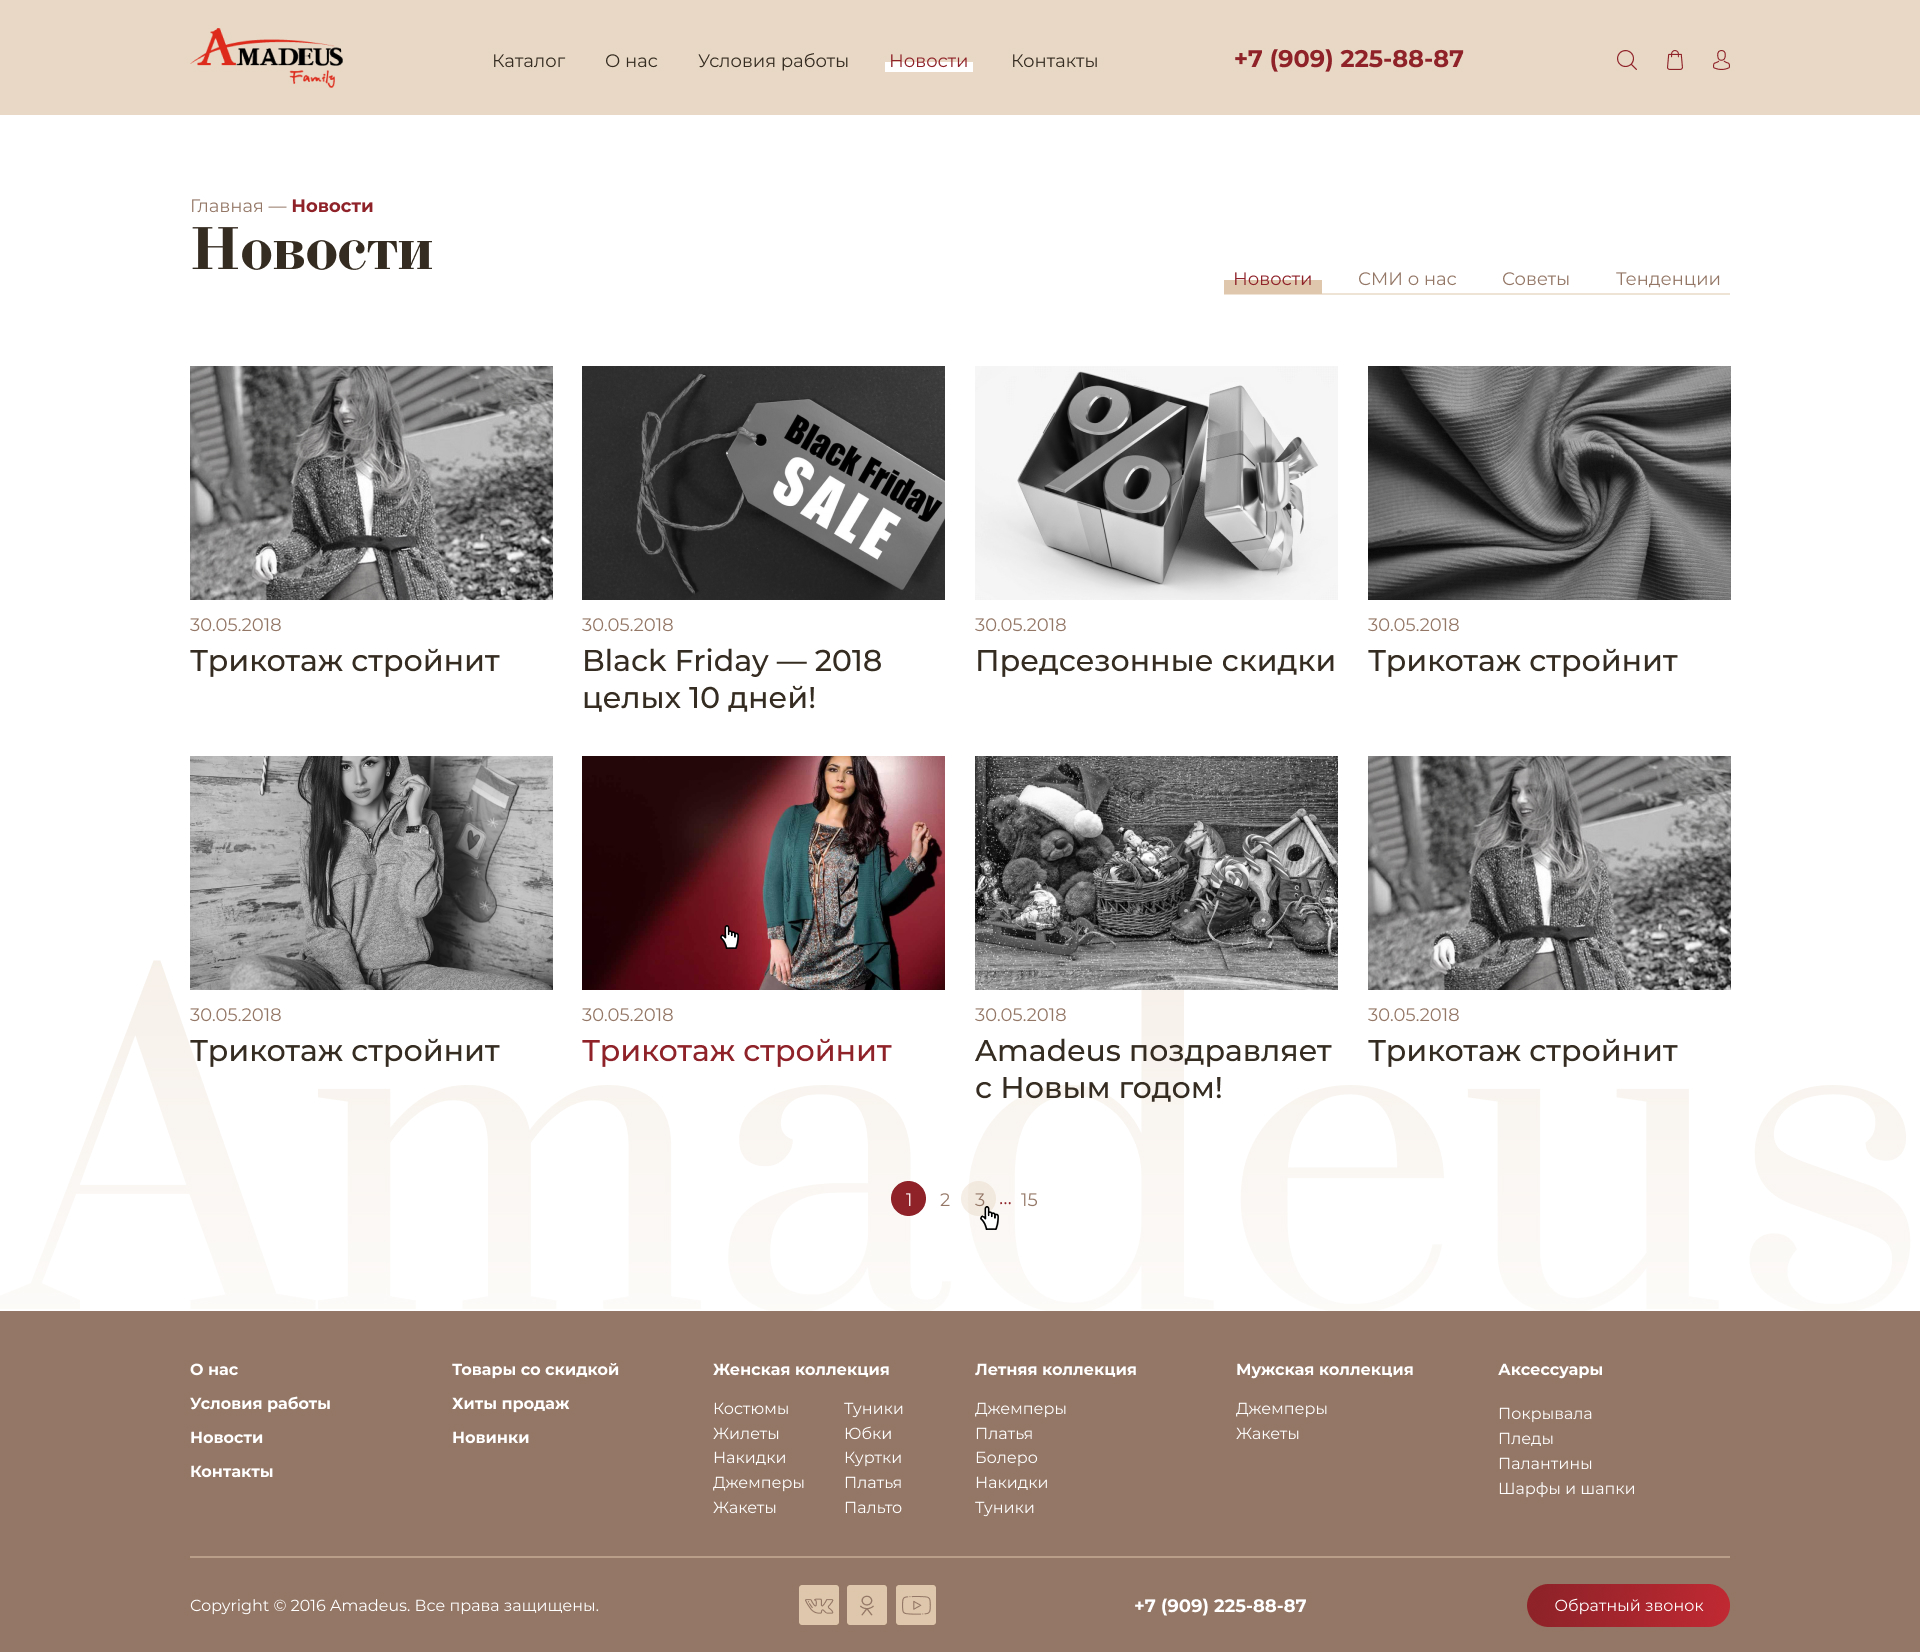 AMADEUS
Family
Каталог
О нас
Условия работы
Новости
Контакты
+7 (909) 225-88-87
Главная — Новости
Новости
Новости
СМИ о нас
Советы
Тенденции
Black Friday
SALE
%
30.05.2018
Трикотаж стройнит
30.05.2018
Black Friday — 2018
целых 10 дней!
30.05.2018
Предсезонные скидки
30.05.2018
Трикотаж стройнит
30.05.2018
Трикотаж стройнит
30.05.2018
Трикотаж стройнит
30.05.2018
Amadeus поздравляет
с Новым годом!
30.05.2018
Трикотаж стройнит
Amadeus
1 2 3 ... 15
О нас
Условия работы
Новости
Контакты
Товары со скидкой
Хиты продаж
Новинки
Женская коллекция
Костюмы
Жилеты
Накидки
Джемперы
Жакеты
Туники
Юбки
Куртки
Платья
Пальто
Летняя коллекция
Джемперы
Платья
Болеро
Накидки
Туники
Мужская коллекция
Джемперы
Жакеты
Аксессуары
Покрывала
Пледы
Палантины
Шарфы и шапки
Copyright © 2016 Amadeus. Все права защищены.
+7 (909) 225-88-87
Обратный звонок